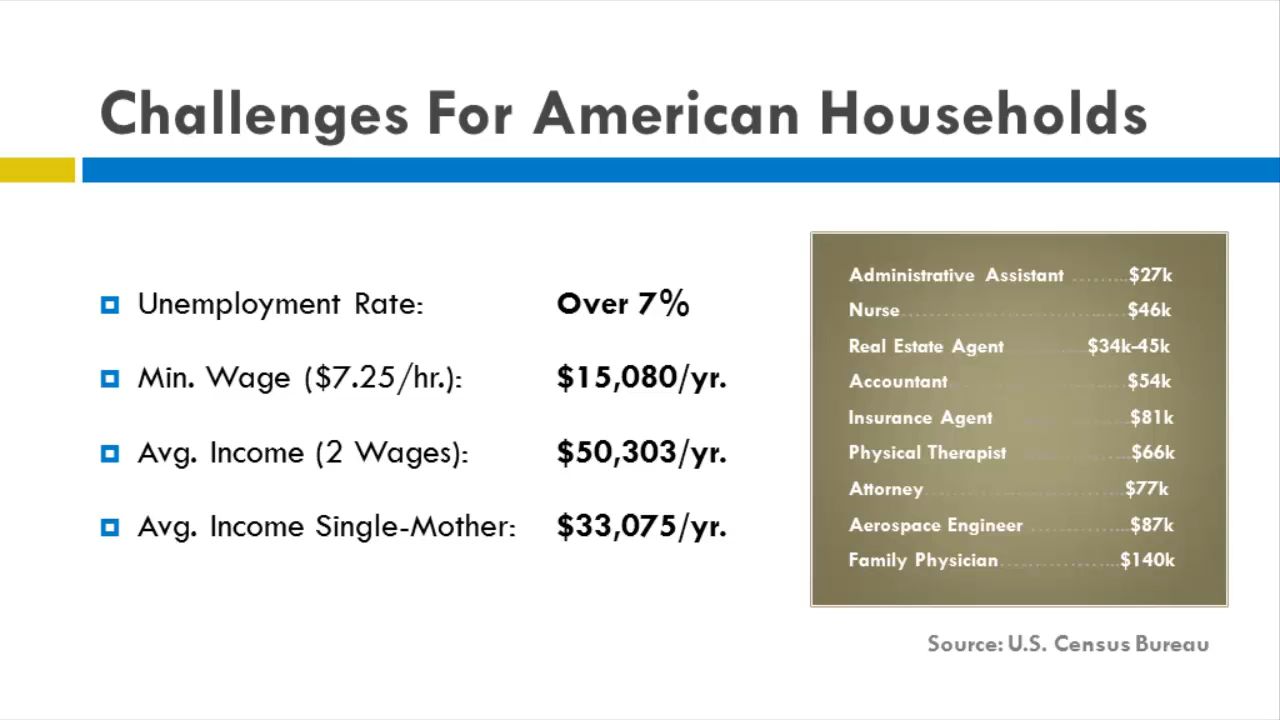 Challenges For American Households
Unemployment Rate: Over 7%
Min. Wage ($7.25/hr.): $15,080/yr.
Avg. Income (2 Wages): $50,303/yr.
Avg. Income Single-Mother: $33,075/yr.
Administrative Assistant ........$27k
Nurse................................$46k
Real Estate Agent ........$34k-45k
Accountant........................$54k
Insurance Agent ................$81k
Physical Therapist ..............$66k
Attorney............................$77k
Aerospace Engineer ............$87k
Family Physician................$140k
Source: U.S. Census Bureau